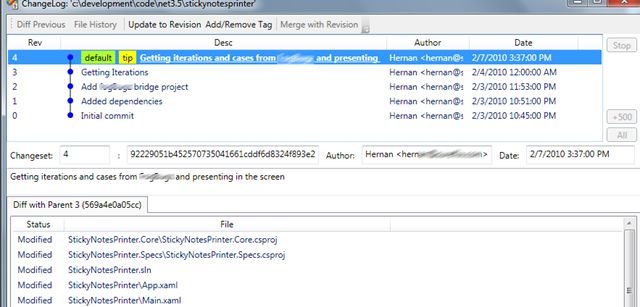 ChangeLog: 'c:\development\code\net3.5\stickynotesprinter'
Diff Previous File History Update to Revision Add/Remove Tag Merge with Revision
Rev Desc Author Date
4 default tip Getting iterations and cases from and presenting Hernan <hernan@s 2/7/2010 3:37:00 PM
3 Getting Iterations Hernan <hernan@s 2/4/2010 12:00:00 AM
2 Add bridge project Hernan <hernan@s 2/3/2010 11:53:00 PM
1 Added dependencies Hernan <hernan@s 2/3/2010 10:51:00 PM
0 Initial commit Hernan <hernan@s 2/3/2010 10:45:00 PM
Stop
+500
All
Changeset: 4 : 92229051b452570735041661cddf6d8324f893e2 Author: Hernan <hern > Date: 2/7/2010 3:37:00 PM
Getting iterations and cases from and presenting in the screen
Diff with Parent 3 (569a4e0a05cc)
Status File
Modified StickyNotesPrinter.Core\StickyNotesPrinter.Core.csproj
Modified StickyNotesPrinter.Specs\StickyNotesPrinter.Specs.csproj
Modified StickyNotesPrinter.sln
Modified StickyNotesPrinter\App.xaml
Modified StickyNotesPrinter\Main.xaml